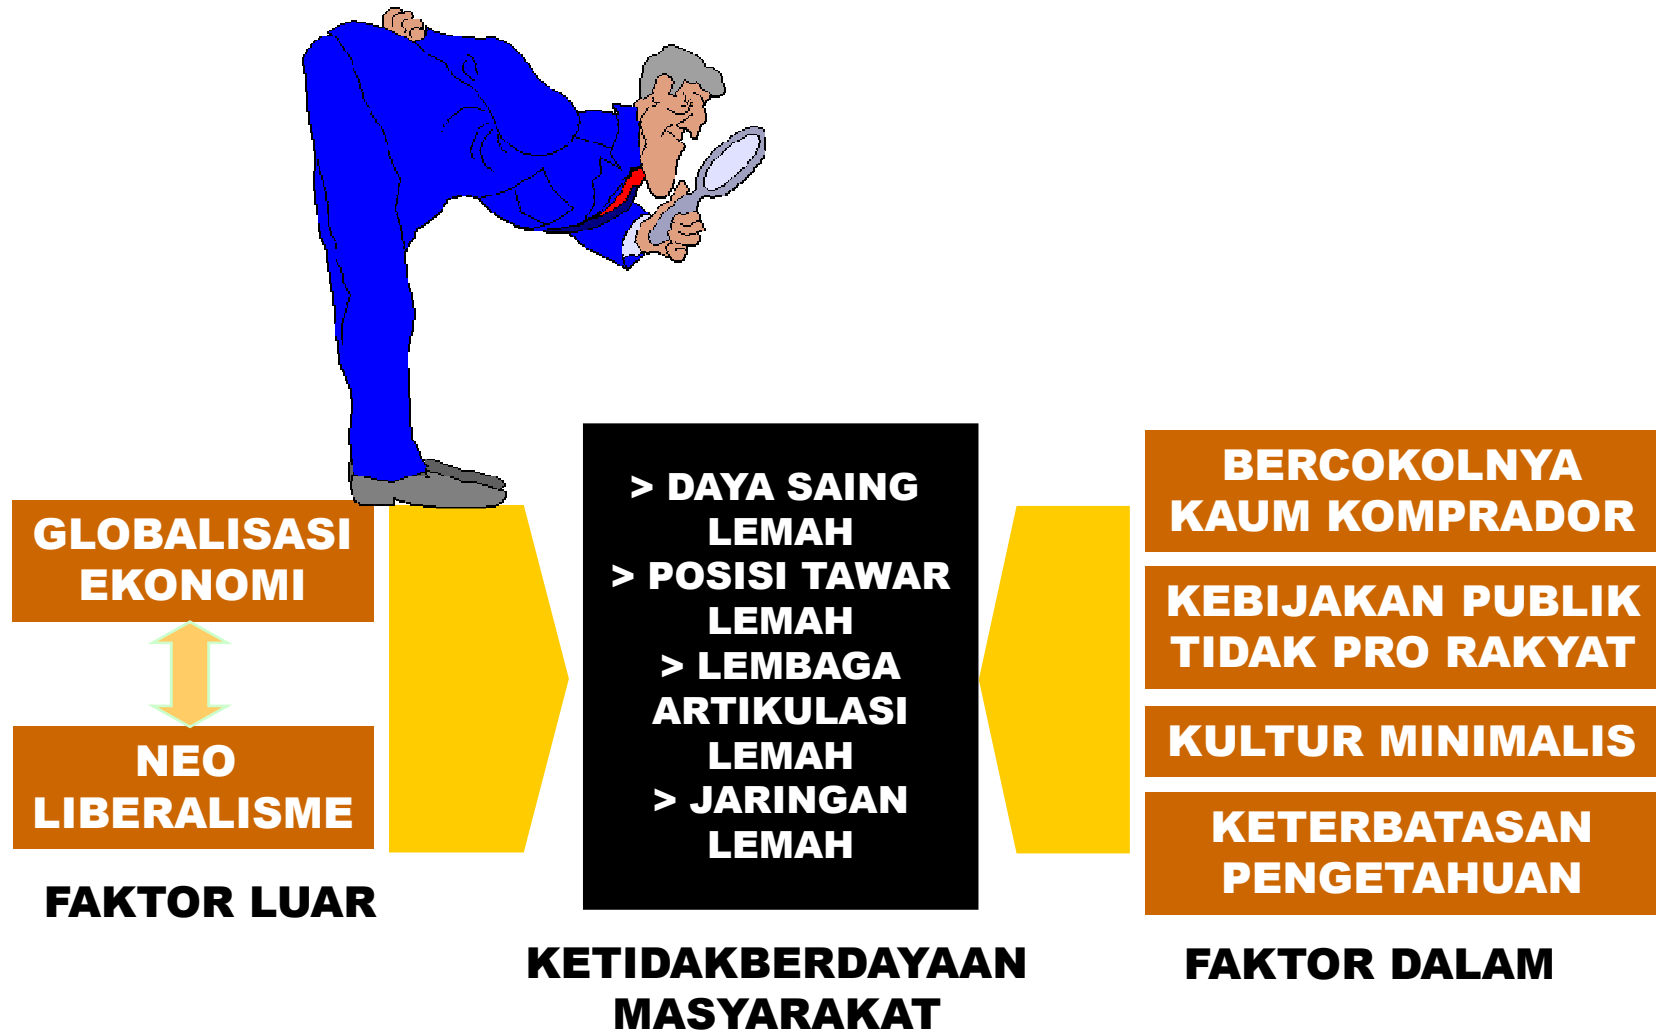 GLOBALISASI
EKONOMI
NEO
LIBERALISME
FAKTOR LUAR
> DAYA SAING
LEMAH
> POSISI TAWAR
LEMAH
> LEMBAGA
ARTIKULASI
LEMAH
> JARINGAN
LEMAH
KETIDAKBERDAYAAN
MASYARAKAT
BERCOKOLNYA
KAUM KOMPRADOR
KEBIJAKAN PUBLIK
TIDAK PRO RAKYAT
KULTUR MINIMALIS
KETERBATASAN
PENGETAHUAN
FAKTOR DALAM